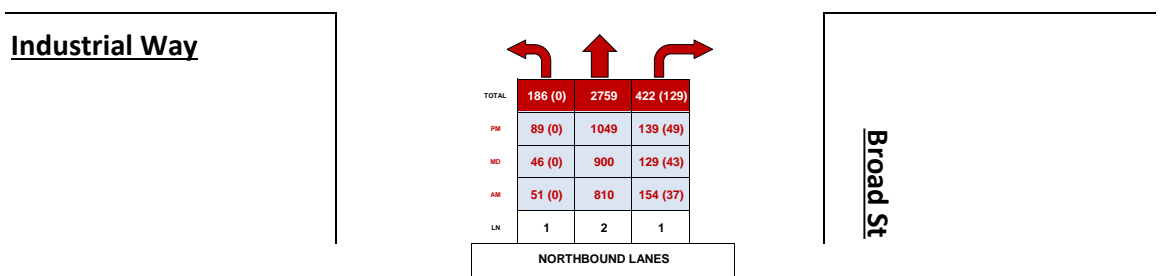 Industrial Way
TOTAL 186 (0) 2759 422 (129)
PM 89 (0) 1049 139 (49)
MD 46 (0) 900 129 (43)
AM 51 (0) 810 154 (37)
LN 1 2 1
NORTHBOUND LANES
Broad St